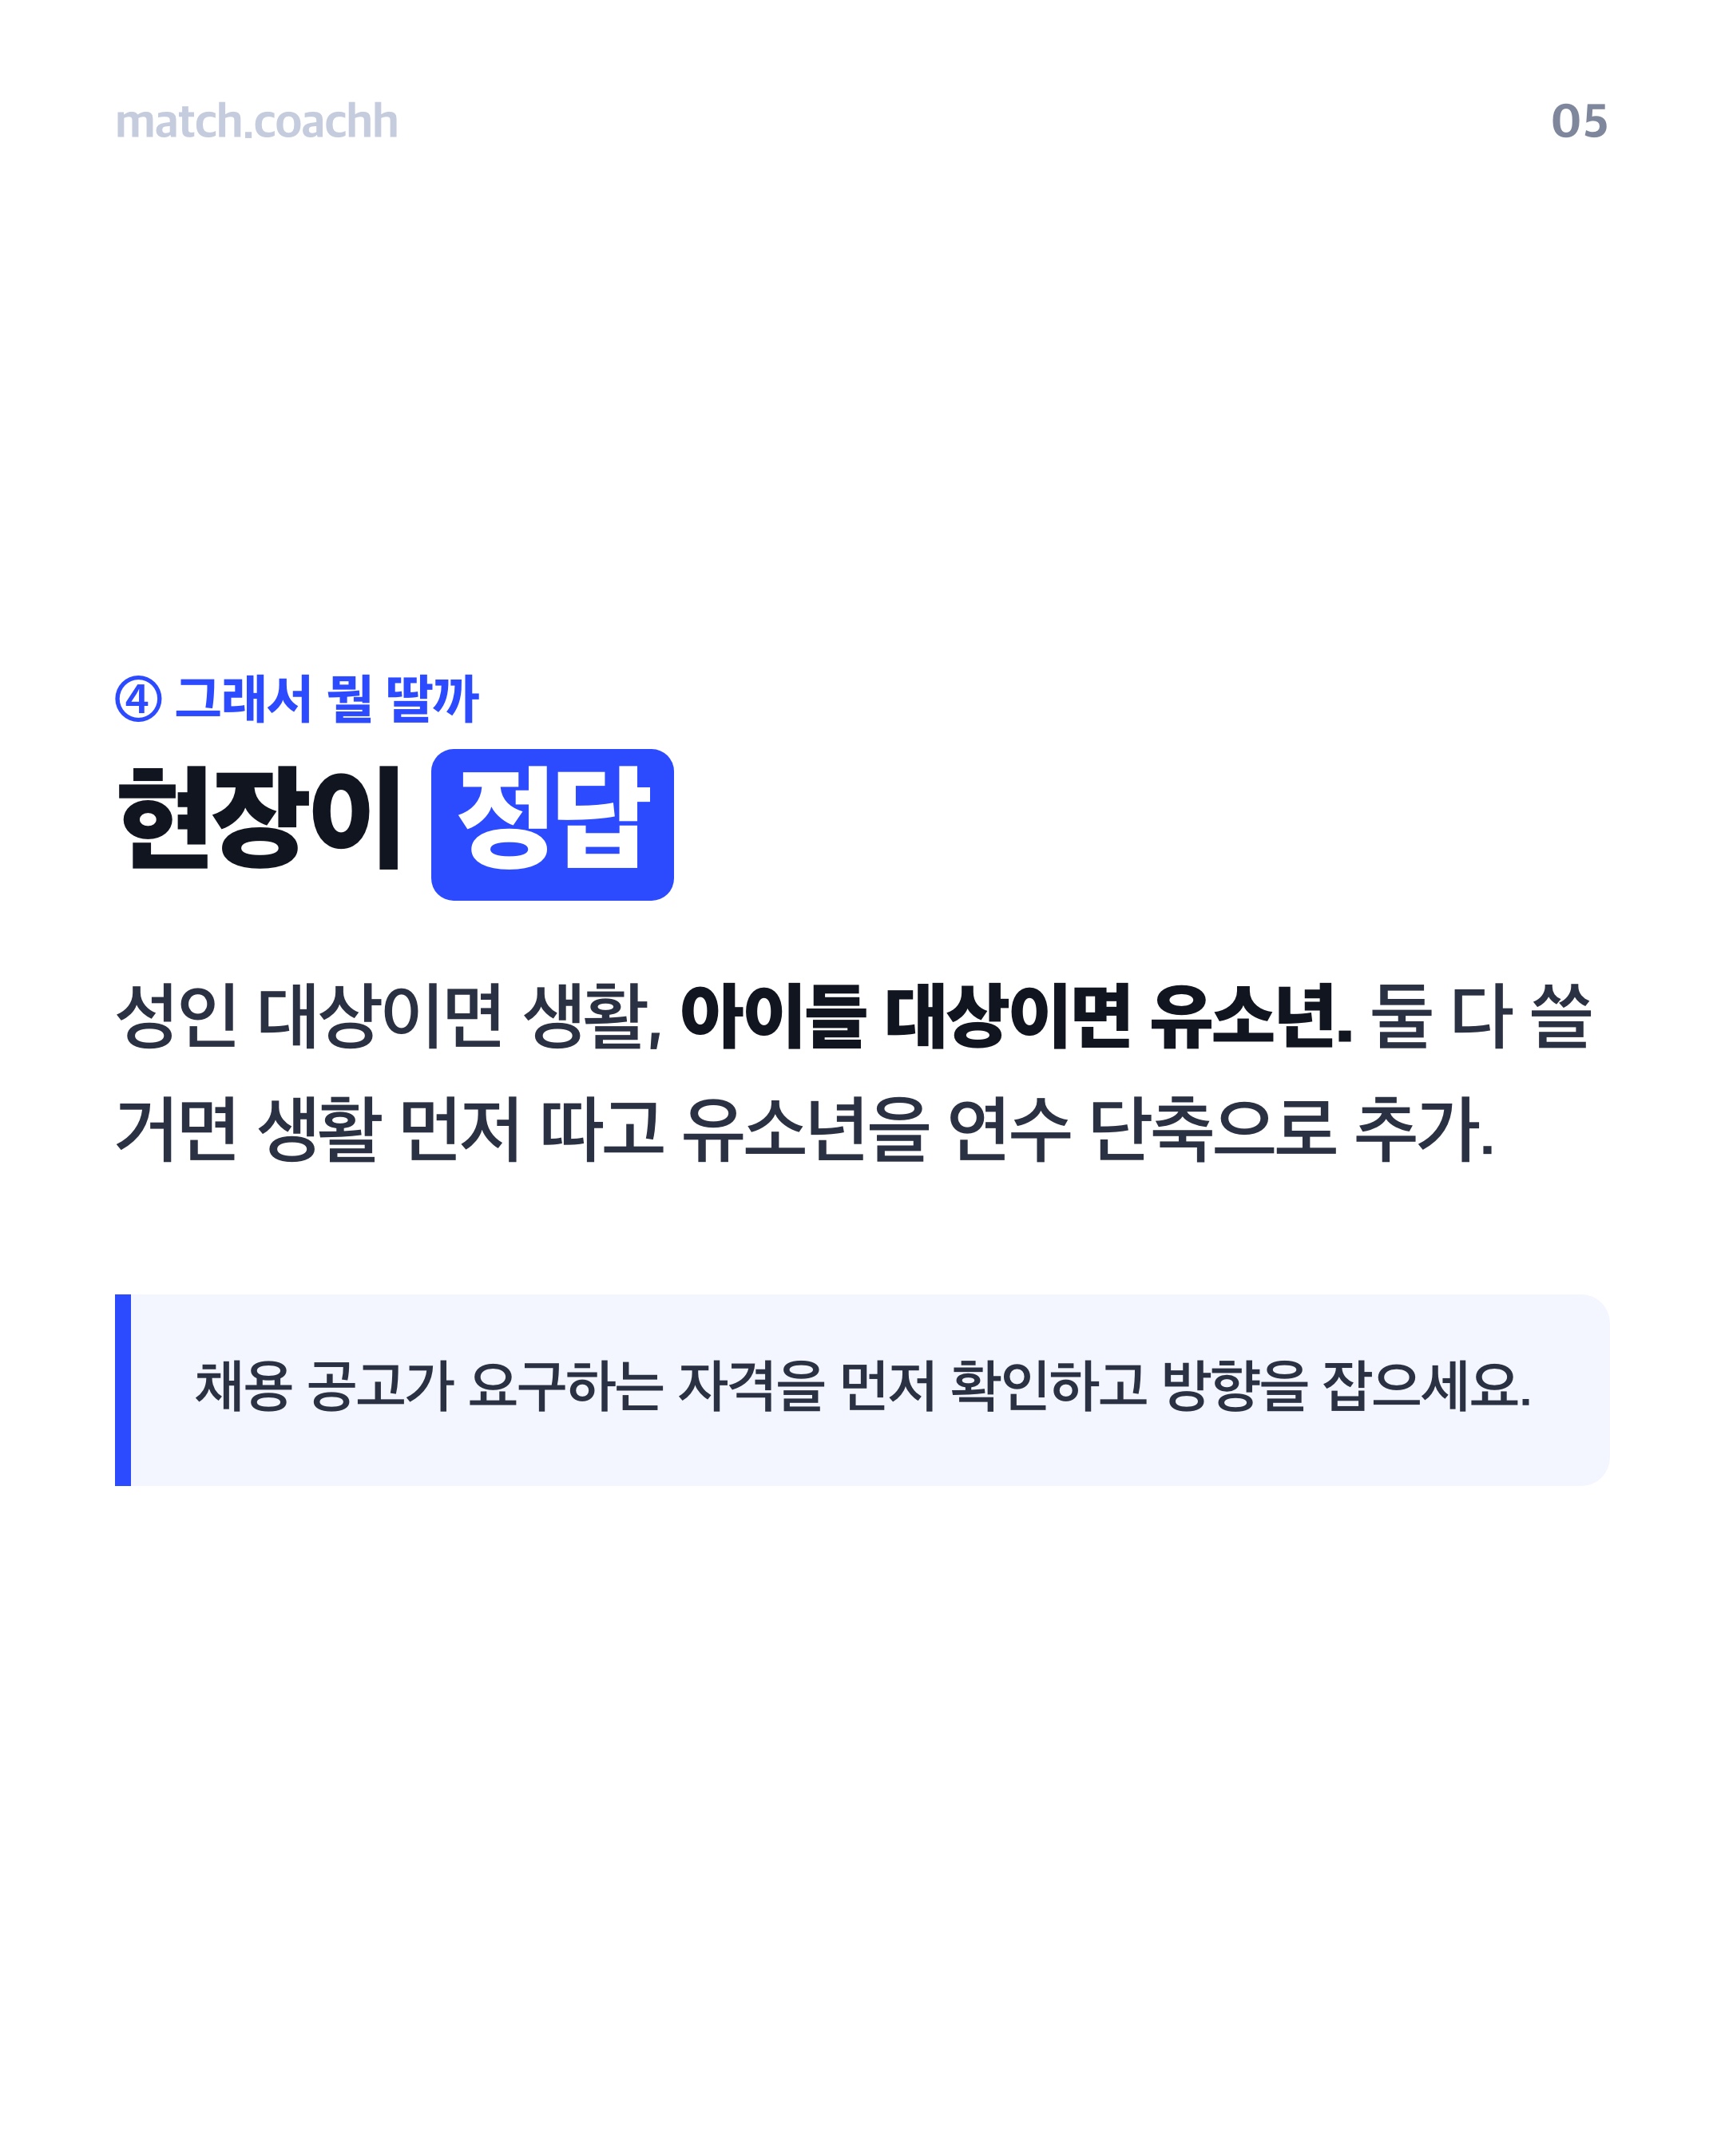 match.coachh
05
④ 그래서 뭘 딸까
현장이 정답
성인 대상이면 생활, 아이들 대상이면 유소년. 둘 다 쓸
거면 생활 먼저 따고 유소년을 연수 단축으로 추가.
채용 공고가 요구하는 자격을 먼저 확인하고 방향을 잡으세요.